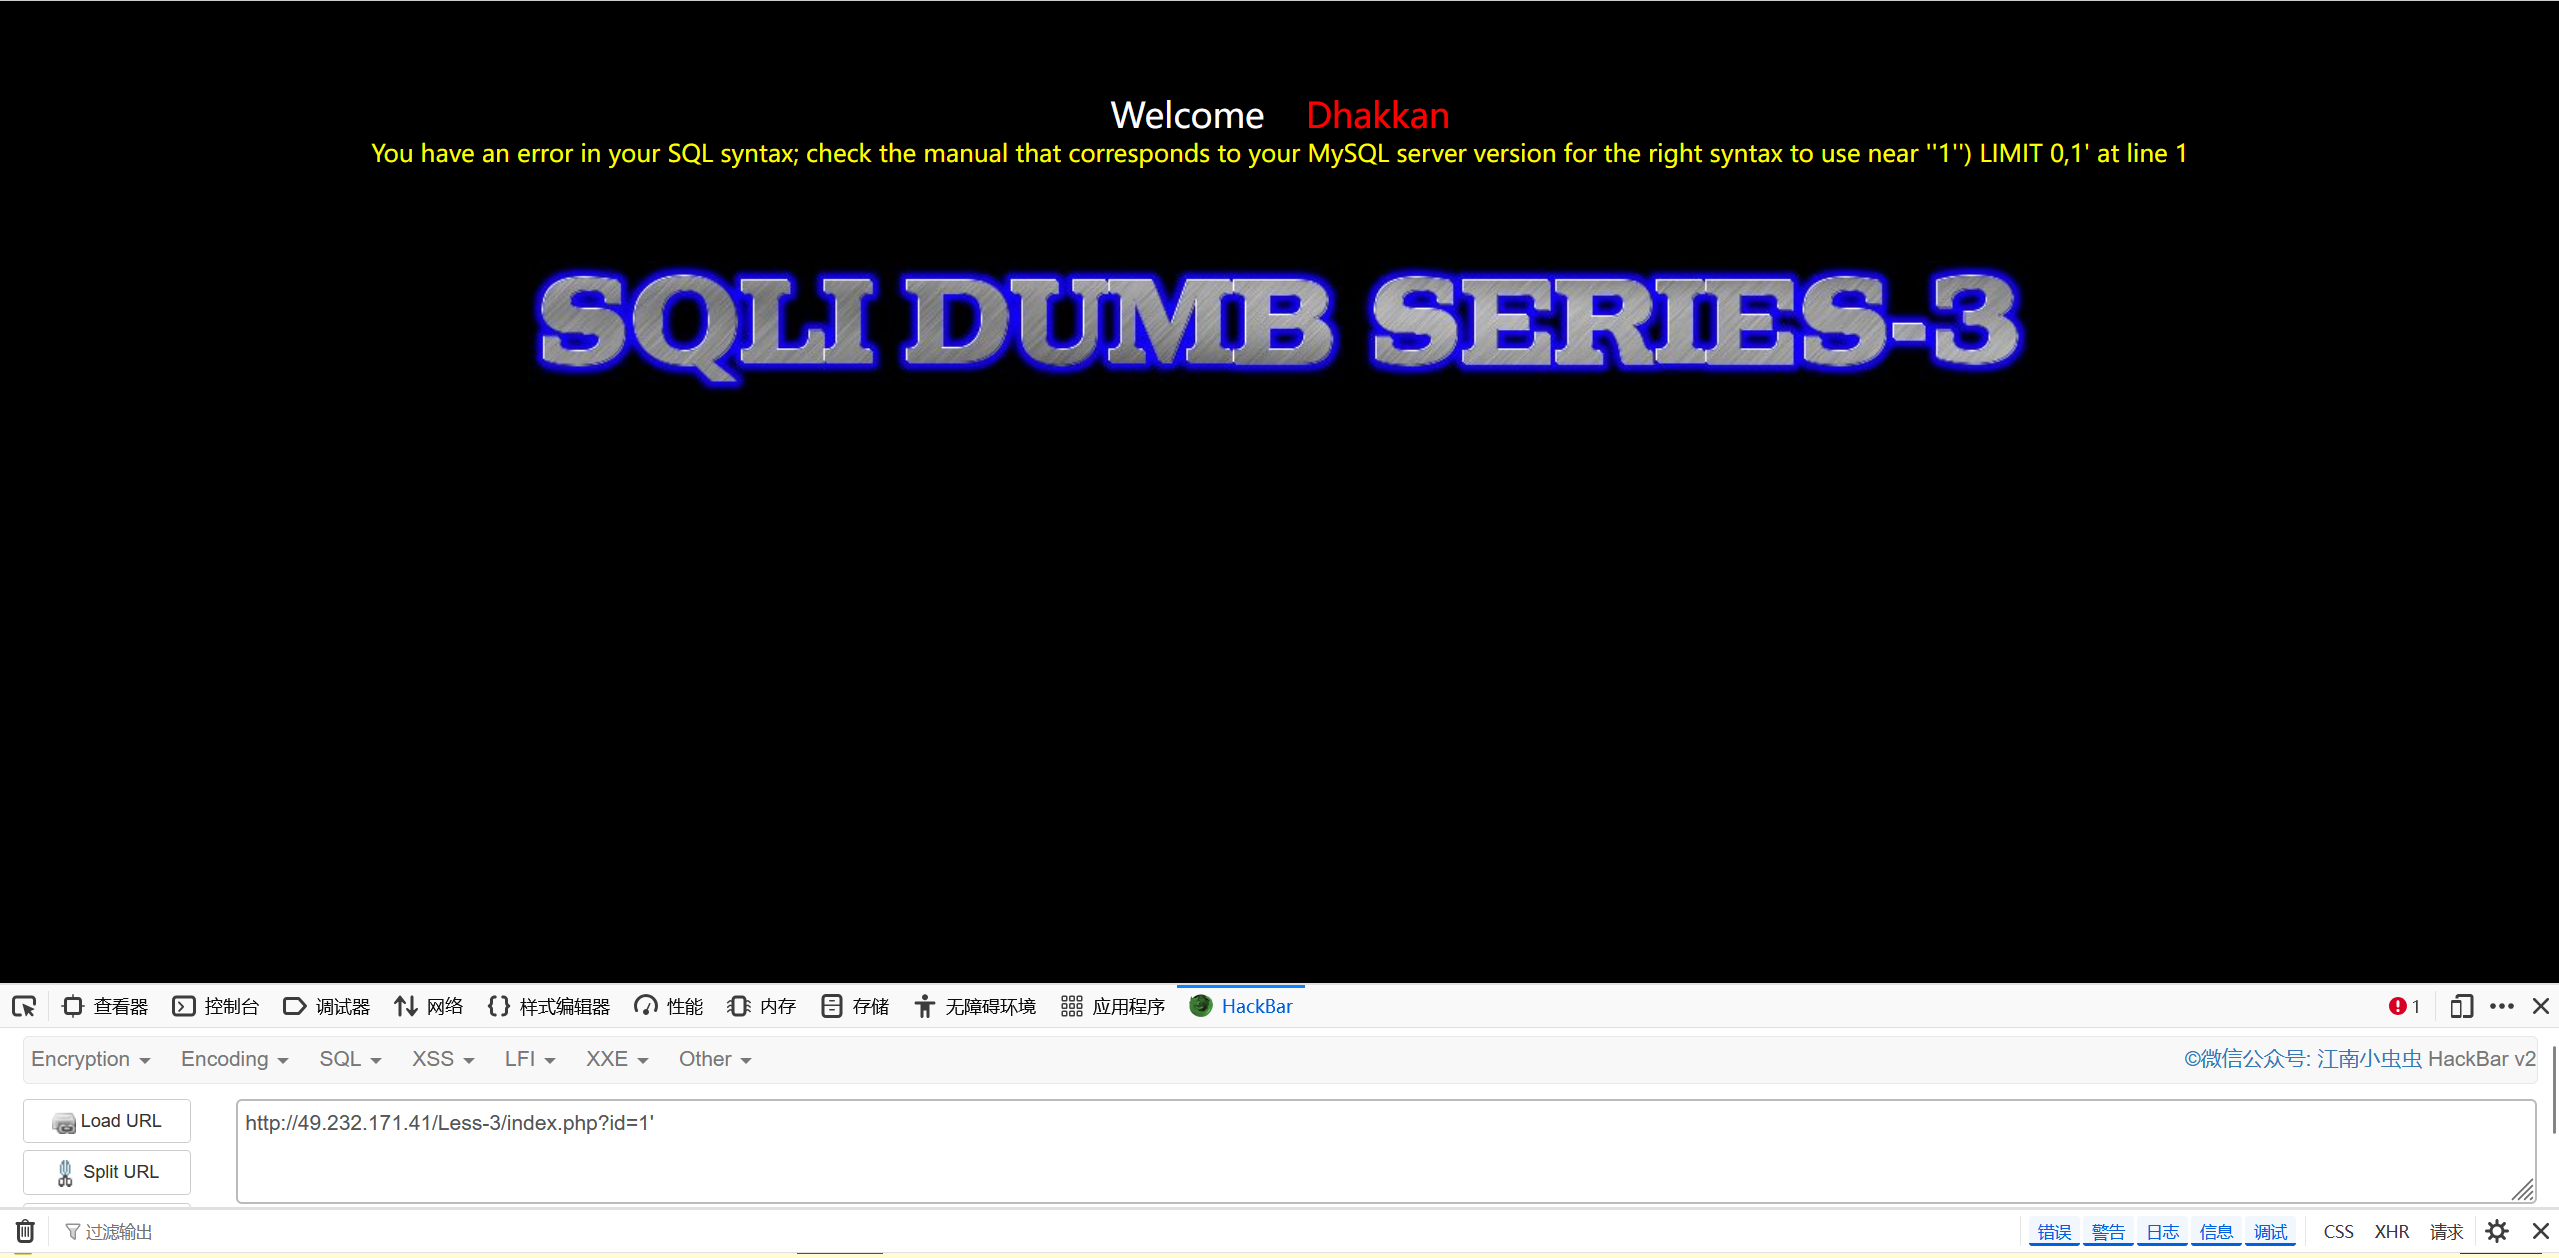 Welcome Dhakkan
You have an error in your SQL syntax; check the manual that corresponds to your MySQL server version for the right syntax to use near ''1'') LIMIT 0,1' at line 1
SQLI DUMB SERIES-3
查看器 控制台 调试器 网络 样式编辑器 性能 内存 存储 无障碍环境 应用程序 HackBar 1
Encryption Encoding SQL XSS LFI XXE Other ©微信公众号: 江南小虫虫 HackBar v2
Load URL http://49.232.171.41/Less-3/index.php?id=1'
Split URL
过滤输出 错误 警告 日志 信息 调试 CSS XHR 请求